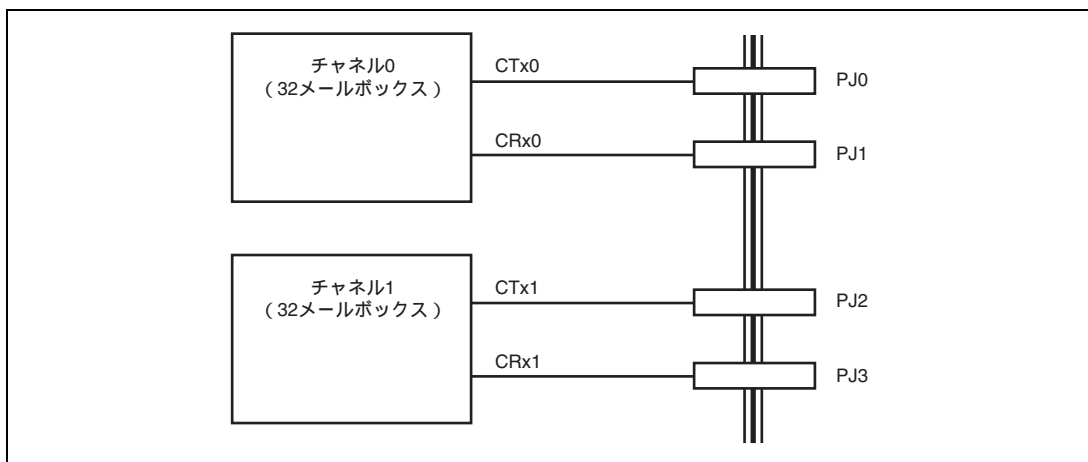 チャネル0
（32メールボックス）
CTx0
PJ0
CRx0
PJ1
チャネル1
（32メールボックス）
CTx1
PJ2
CRx1
PJ3